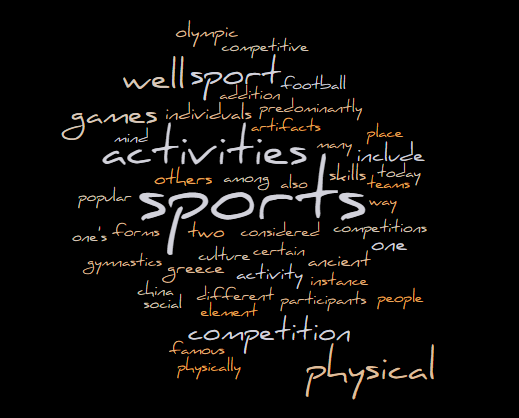 olympic
competitive
well sport football
addition
games individuals predominantly
artifacts place
mind activities many include
others among also skills today
teams
popular sports way
one's forms two considered competitions
culture certain one
gymnastics greece activity ancient
instance
china different participants people
social element
competition
famous
physically physical